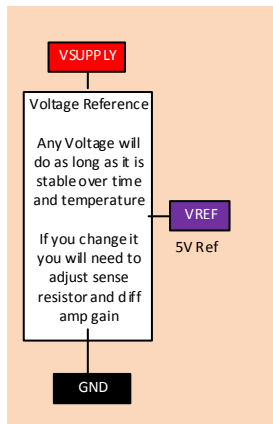 VSUPPLY
Voltage Reference
Any Voltage will
do as long as it is
stable over time
and temperature
If you change it
you will need to
adjust sense
resistor and diff
amp gain
VREF
5V Ref
GND